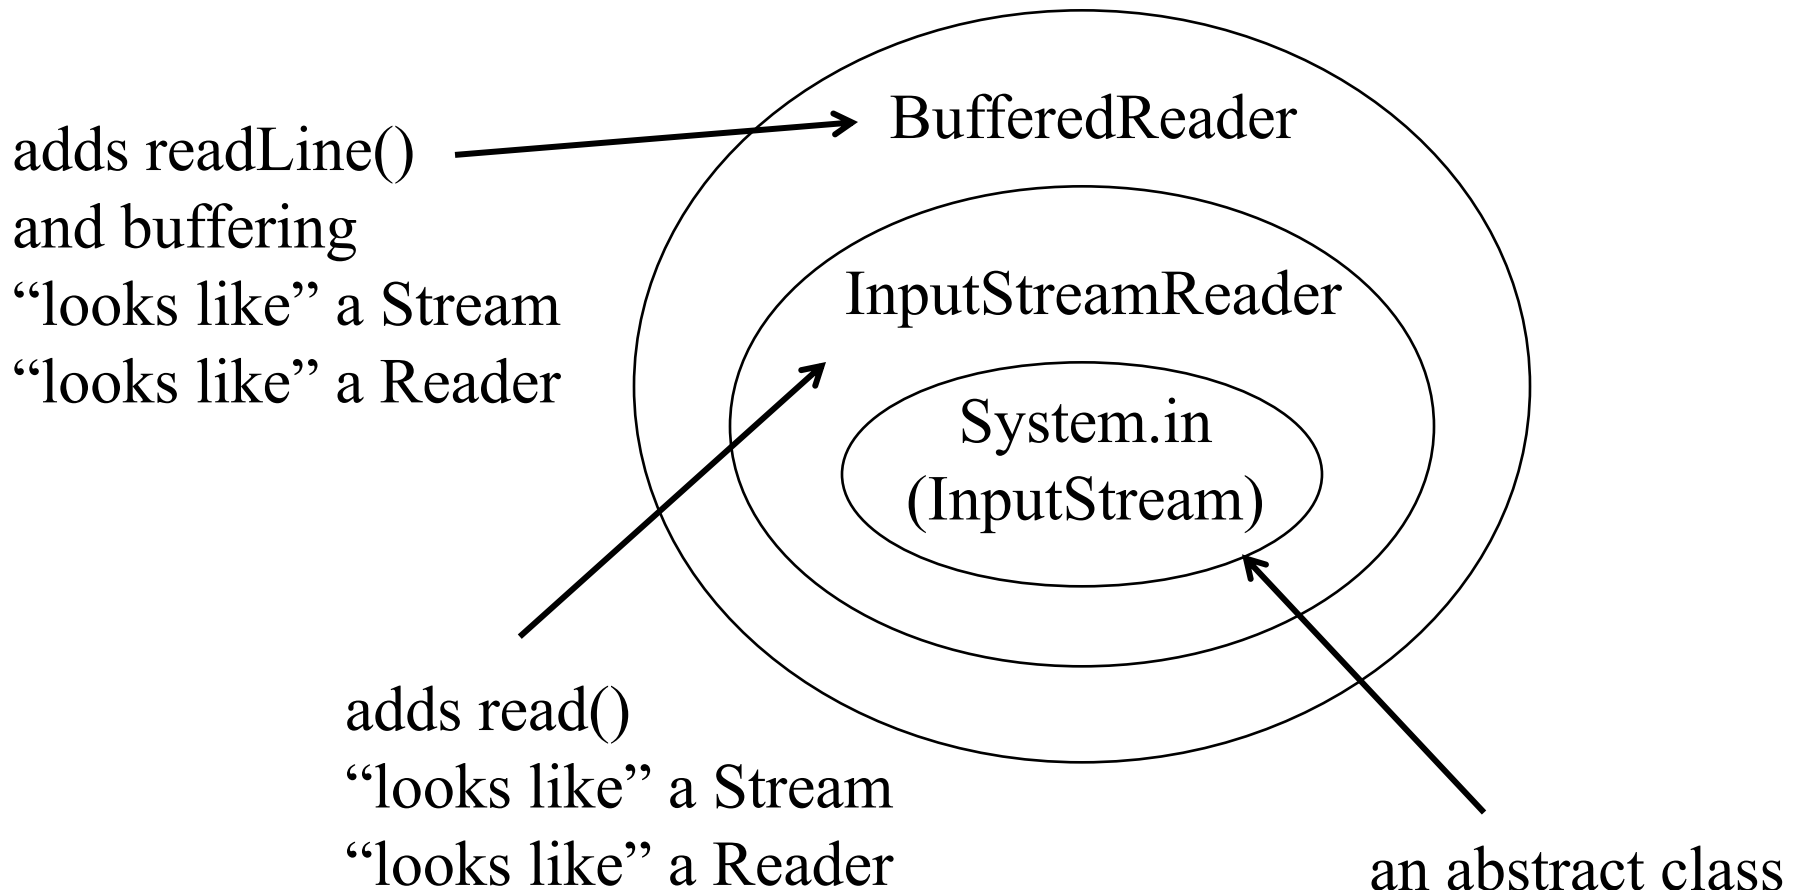 BufferedReader
adds readLine()
and buffering
“looks like” a Stream
“looks like” a Reader
InputStreamReader
System.in
(InputStream)
adds read()
“looks like” a Stream
“looks like” a Reader
an abstract class